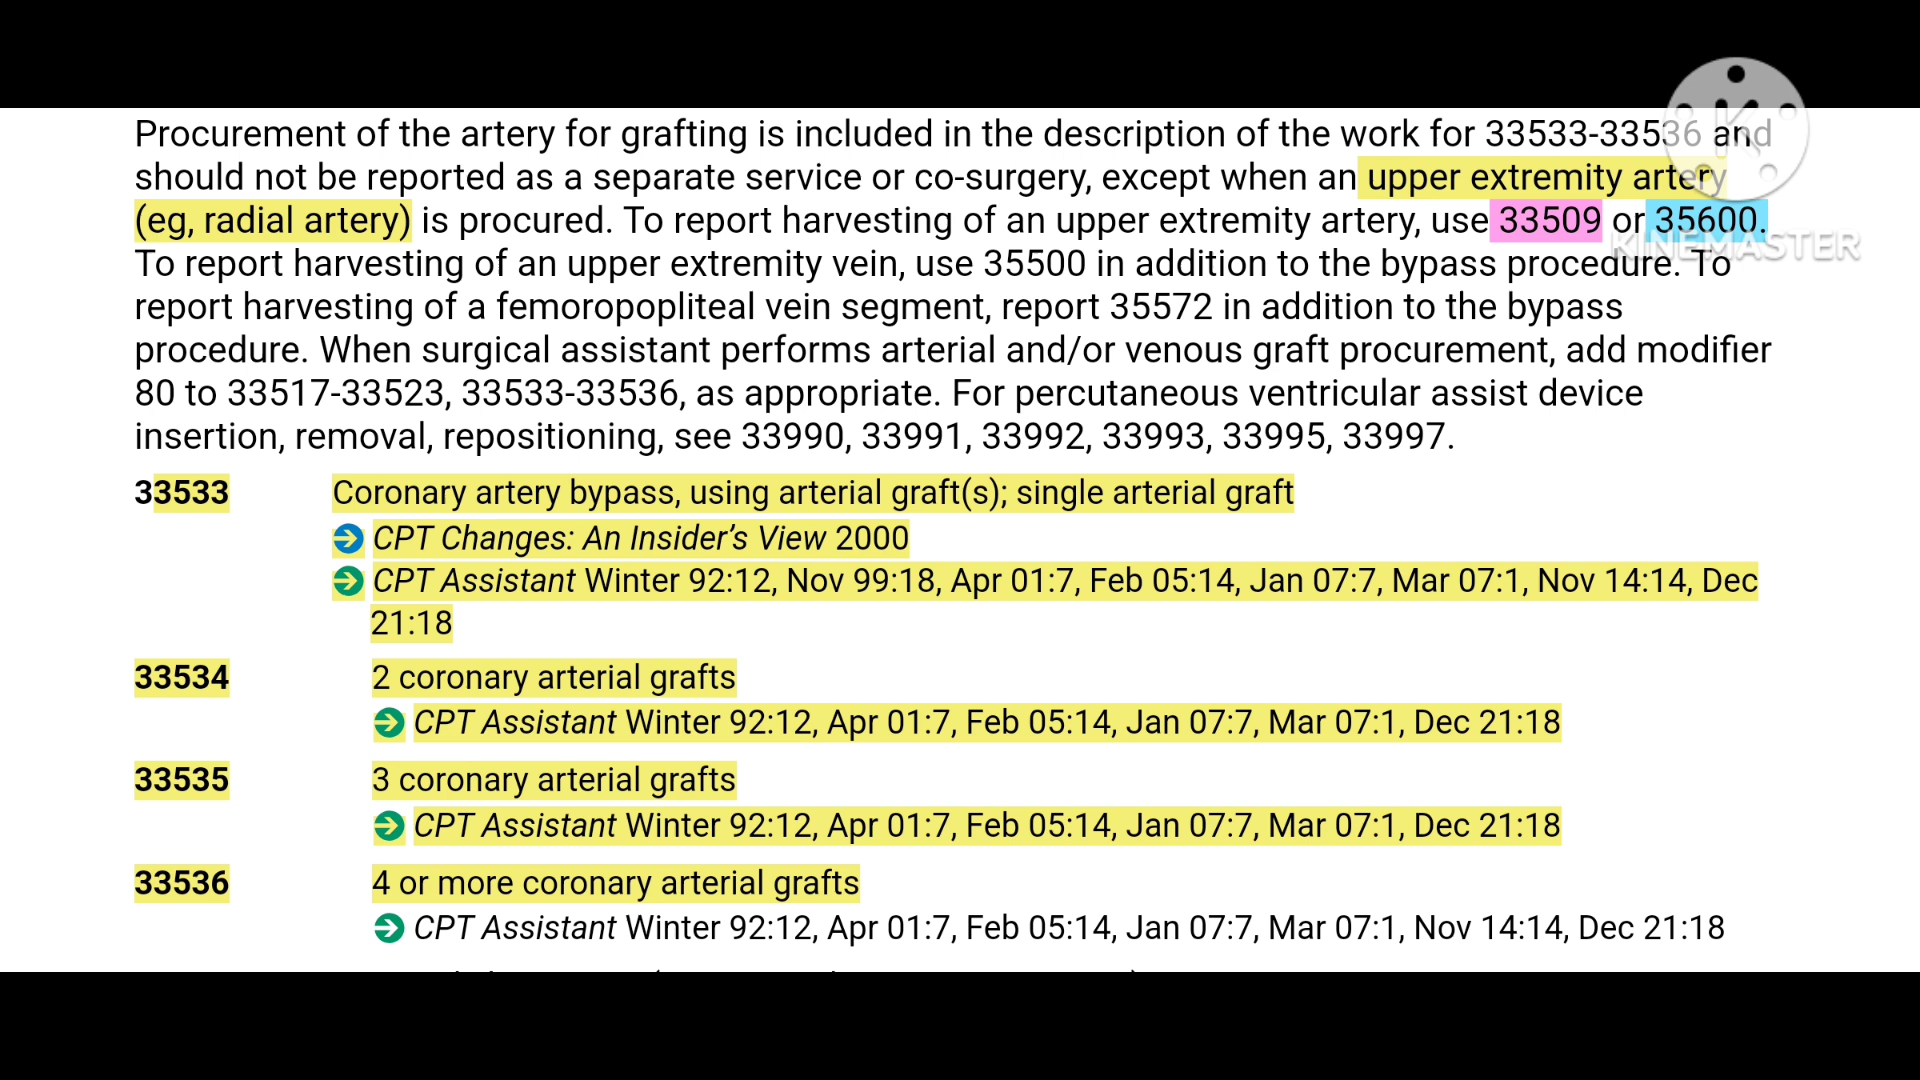 Procurement of the artery for grafting is included in the description of the work for 33533-33536 and
should not be reported as a separate service or co-surgery, except when an upper extremity artery
(eg, radial artery) is procured. To report harvesting of an upper extremity artery, use 33509 or 35600.
KINEMASTER
To report harvesting of an upper extremity vein, use 35500 in addition to the bypass procedure. To
report harvesting of a femoropopliteal vein segment, report 35572 in addition to the bypass
procedure. When surgical assistant performs arterial and/or venous graft procurement, add modifier
80 to 33517-33523, 33533-33536, as appropriate. For percutaneous ventricular assist device
insertion, removal, repositioning, see 33990, 33991, 33992, 33993, 33995, 33997.
33533 Coronary artery bypass, using arterial graft(s); single arterial graft
CPT Changes: An Insider’s View 2000
CPT Assistant Winter 92:12, Nov 99:18, Apr 01:7, Feb 05:14, Jan 07:7, Mar 07:1, Nov 14:14, Dec
21:18
33534 2 coronary arterial grafts
CPT Assistant Winter 92:12, Apr 01:7, Feb 05:14, Jan 07:7, Mar 07:1, Dec 21:18
33535 3 coronary arterial grafts
CPT Assistant Winter 92:12, Apr 01:7, Feb 05:14, Jan 07:7, Mar 07:1, Dec 21:18
33536 4 or more coronary arterial grafts
CPT Assistant Winter 92:12, Apr 01:7, Feb 05:14, Jan 07:7, Mar 07:1, Nov 14:14, Dec 21:18